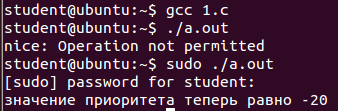 student@ubuntu:~$ gcc 1.c
student@ubuntu:~$ ./a.out
nice: Operation not permitted
student@ubuntu:~$ sudo ./a.out
[sudo] password for student:
значение приоритета теперь равно -20